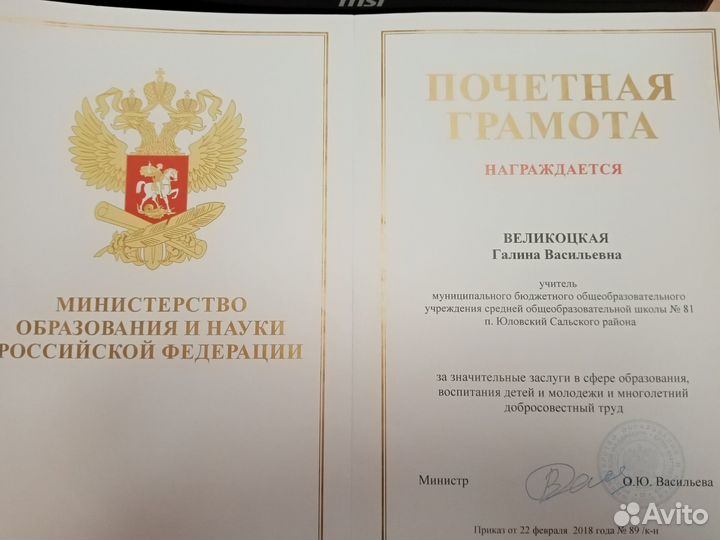 msi
МИНИСТЕРСТВО
ОБРАЗОВАНИЯ И НАУКИ
РОССИЙСКОЙ ФЕДЕРАЦИИ
ПОЧЕТНАЯ
ГРАМОТА
НАГРАЖДАЕТСЯ
ВЕЛИКОЦКАЯ
Галина Васильевна
учитель
муниципального бюджетного общеобразовательного
учреждения средней общеобразовательной школы № 81
п. Юловский Сальского района
за значительные заслуги в сфере образования,
воспитания детей и молодежи и многолетний
добросовестный труд
Министр
О.Ю. Васильева
Приказ от 22 февраля 2018 года № 89 /к-н
Avito